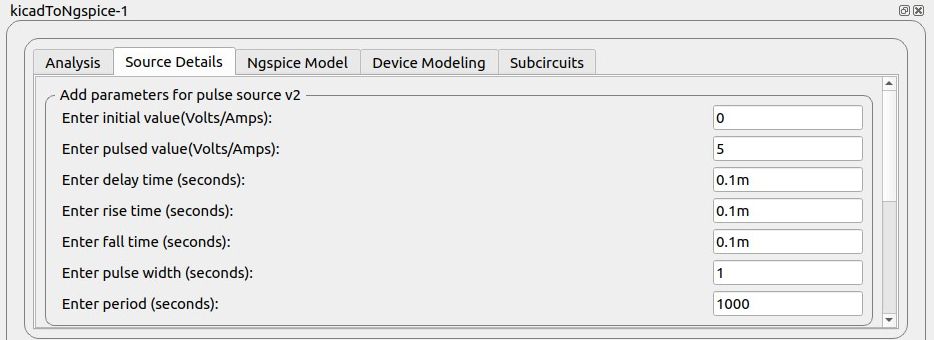 kicadToNgspice-1
Analysis Source Details Ngspice Model Device Modeling Subcircuits
Add parameters for pulse source v2
Enter initial value(Volts/Amps): 0
Enter pulsed value(Volts/Amps): 5
Enter delay time (seconds): 0.1m
Enter rise time (seconds): 0.1m
Enter fall time (seconds): 0.1m
Enter pulse width (seconds): 1
Enter period (seconds): 1000